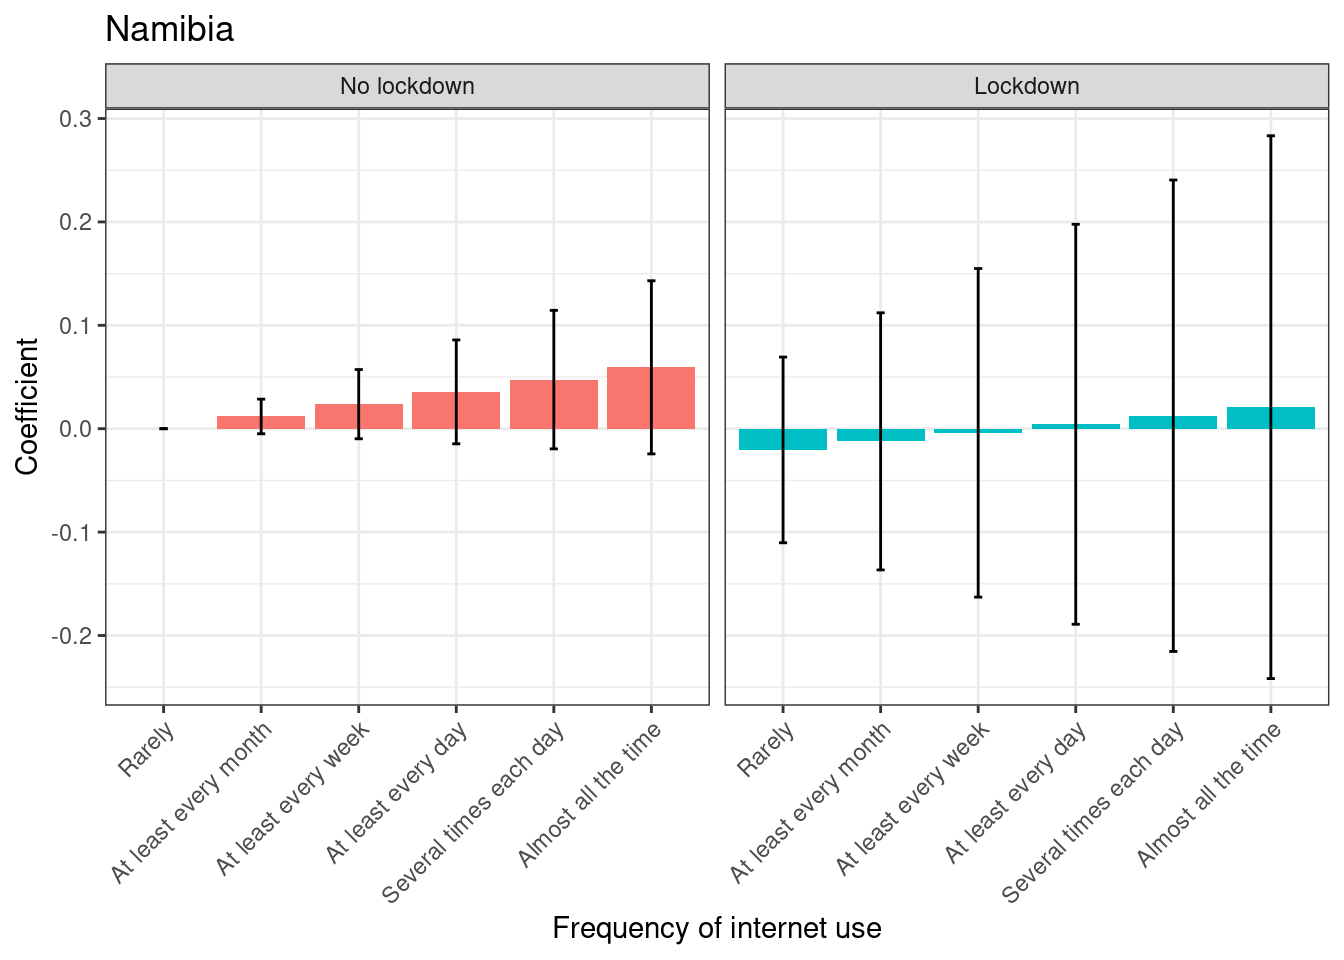 Namibia
No lockdown
Lockdown
Coefficient
0.3
0.2
0.1
0.0
-0.1
-0.2
Rarely
At least every month
At least every week
At least every day
Several times each day
Almost all the time
Rarely
At least every month
At least every week
At least every day
Several times each day
Almost all the time
Frequency of internet use